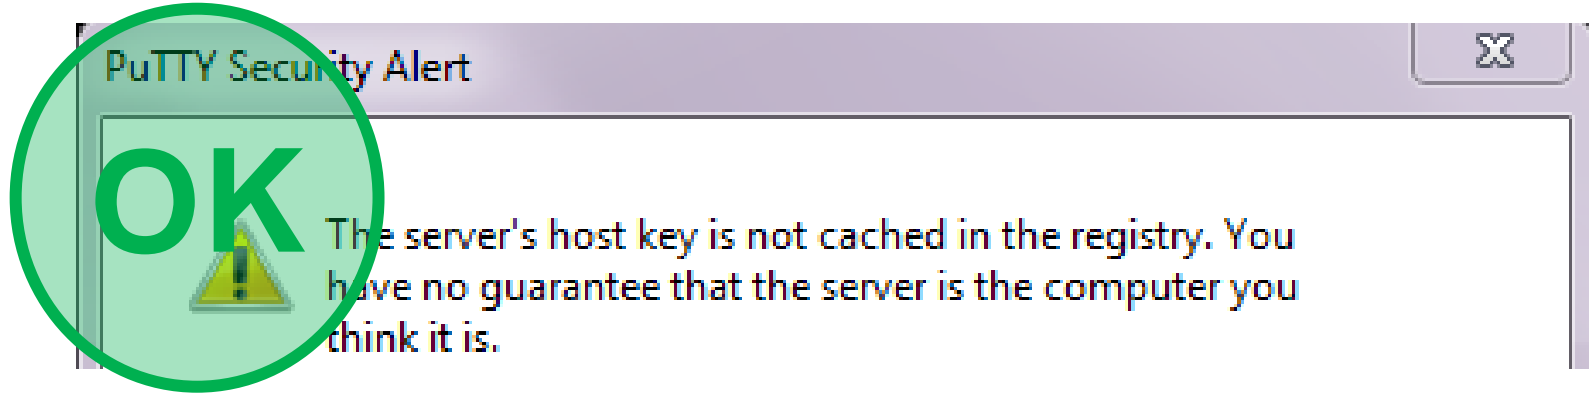 PuTTY Security Alert
OK
The server's host key is not cached in the registry. You
have no guarantee that the server is the computer you
think it is.